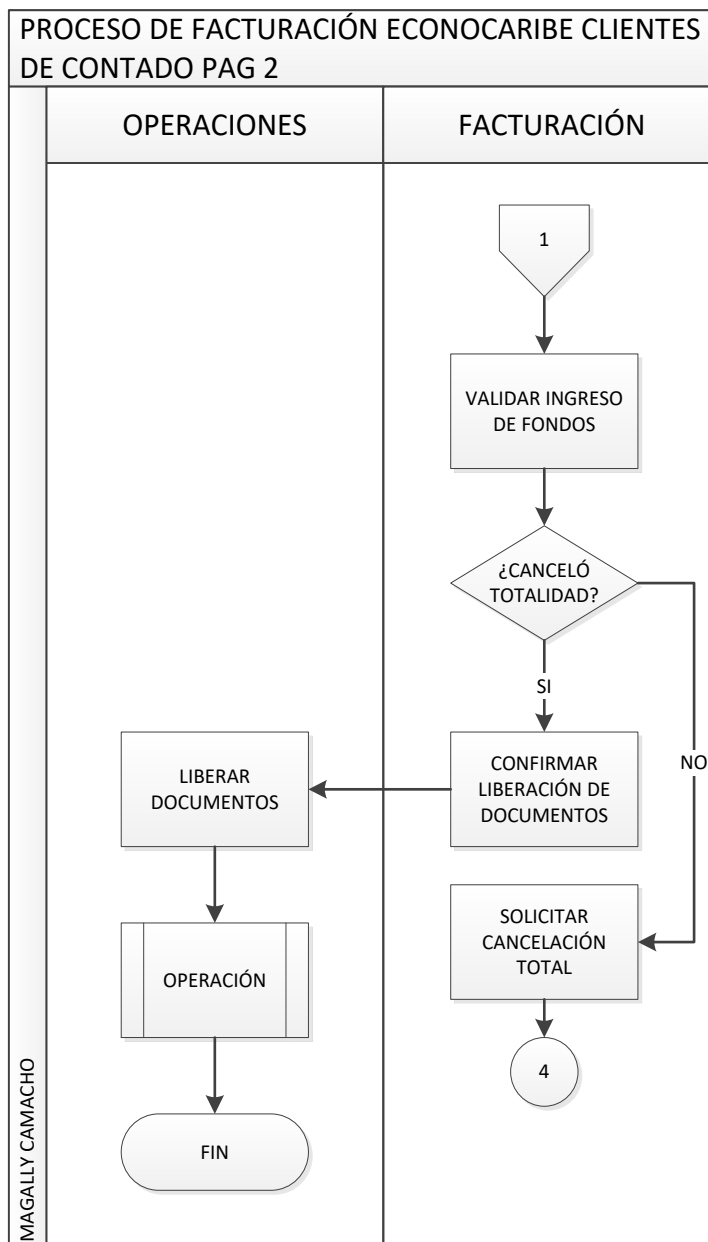 PROCESO DE FACTURACIÓN ECONOCARIBE CLIENTES
DE CONTADO PAG 2
OPERACIONES
FACTURACIÓN
1
VALIDAR INGRESO
DE FONDOS
¿CANCELÓ
TOTALIDAD?
SI
NO
LIBERAR
DOCUMENTOS
CONFIRMAR
LIBERACIÓN DE
DOCUMENTOS
OPERACIÓN
SOLICITAR
CANCELACIÓN
TOTAL
4
FIN
MAGALLY CAMACHO